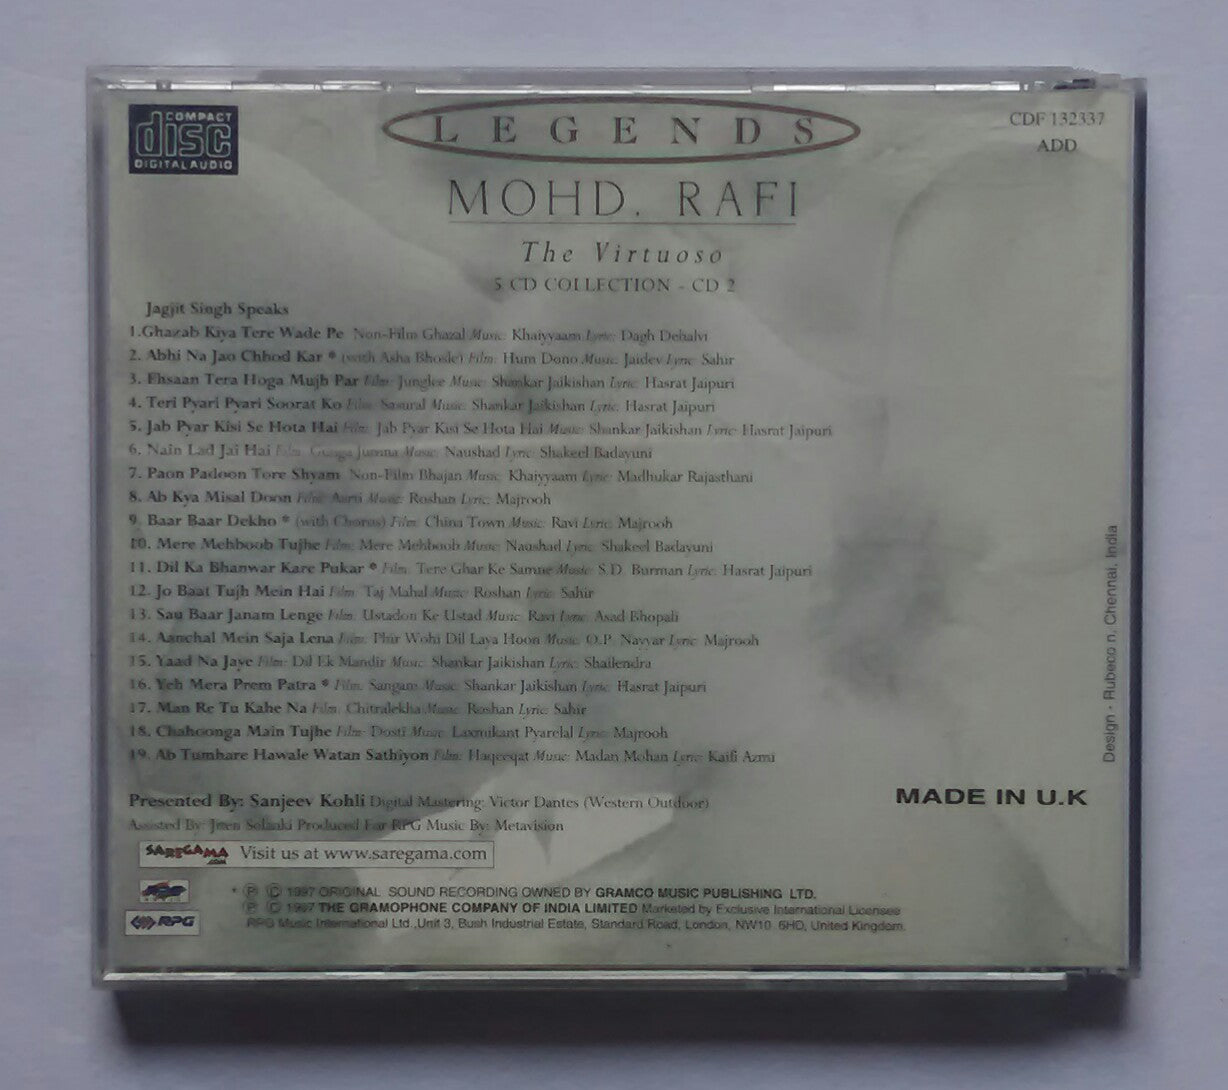 COMPACT
disc
DIGITAL AUDIO
LEGENDS
CDF 132337
ADD
MOHD. RAFI
The Virtuoso
5 CD COLLECTION - CD 2
Jagjit Singh Speaks
1.Ghazab Kiya Tere Wade Pe Non-Film Ghazal Music: Khaiyyaam Lyric: Dagh Dehalvi
2. Abhi Na Jao Chhod Kar * (with Asha Bhosle) Film: Hum Dono Music: Jaidev Lyric: Sahir
3. Ehsaan Tera Hoga Mujh Par Film: Junglee Music: Shankar Jaikishan Lyric: Hasrat Jaipuri
4. Teri Pyari Pyari Soorat Ko Film: Sasural Music: Shankar Jaikishan Lyric: Hasrat Jaipuri
5. Jab Pyar Kisi Se Hota Hai Film: Jab Pyar Kisi Se Hota Hai Music: Shankar Jaikishan Lyric: Hasrat Jaipuri
6. Nain Lad Jai Hai Film: Gunga Jumna Music: Naushad Lyric: Shakeel Badayuni
7. Paon Padoon Tore Shyam Non-Film Bhajan Music: Khaiyyaam Lyric: Madhukar Rajasthani
8. Ab Kya Misal Doon Film: Aarti Music: Roshan Lyric: Majrooh
9. Baar Baar Dekho * (with Chorus) Film: China Town Music: Ravi Lyric: Majrooh
10. Mere Mehboob Tujhe Film: Mere Mehboob Music: Naushad Lyric: Shakeel Badayuni
11. Dil Ka Bhanwar Kare Pukar * Film: Tere Ghar Ke Samne Music: S.D. Burman Lyric: Hasrat Jaipuri
12. Jo Baat Tujh Mein Hai Film: Taj Mahal Music: Roshan Lyric: Sahir
13. Sau Baar Janam Lenge Film: Ustadon Ke Ustad Music: Ravi Lyric: Asad Bhopali
14. Aanchal Mein Saja Lena Film: Phir Wohi Dil Laya Hoon Music: O.P. Nayyar Lyric: Majrooh
15. Yaad Na Jaye Film: Dil Ek Mandir Music: Shankar Jaikishan Lyric: Shailendra
16. Yeh Mera Prem Patra * Film: Sangam Music: Shankar Jaikishan Lyric: Hasrat Jaipuri
17. Man Re Tu Kahe Na Film: Chitralekha Music: Roshan Lyric: Sahir
18. Chahoonga Main Tujhe Film: Dosti Music: Laxmikant Pyarelal Lyric: Majrooh
19. Ab Tumhare Hawale Watan Sathiyon Film: Haqeeqat Music: Madan Mohan Lyric: Kaifi Azmi
Design - Rubecon, Chennai, India
MADE IN U.K
Presented By: Sanjeev Kohli Digital Mastering: Victor Dantes (Western Outdoor)
Assisted By: Jiten Solanki Produced For RPG Music By: Metavision
SAREGAMA.COM Visit us at www.saregama.com
* Ⓟ © 1997 ORIGINAL SOUND RECORDING OWNED BY GRAMCO MUSIC PUBLISHING LTD.
Ⓟ © 1997 THE GRAMOPHONE COMPANY OF INDIA LIMITED Marketed by Exclusive International Licensee
RPG
RPG Music International Ltd.,Unit 3, Bush Industrial Estate, Standard Road, London, NW10 6HD, United Kingdom.